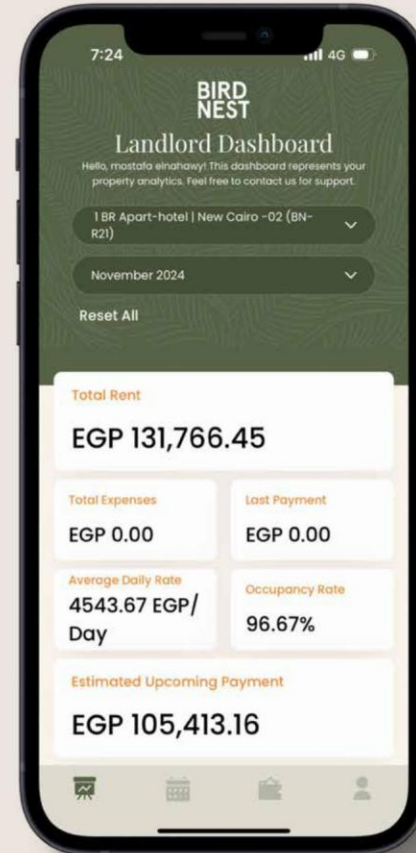 7:24
4G
BIRD
NEST
Landlord Dashboard
Hello, mostafa elnahawy! This dashboard represents your
property analytics. Feel free to contact us for support.
1 BR Apart-hotel | New Cairo -02 (BN-
R21)
November 2024
Reset All
Total Rent
EGP 131,766.45
Total Expenses
Last Payment
EGP 0.00
EGP 0.00
Average Daily Rate
Occupancy Rate
4543.67 EGP/
Day
96.67%
Estimated Upcoming Payment
EGP 105,413.16